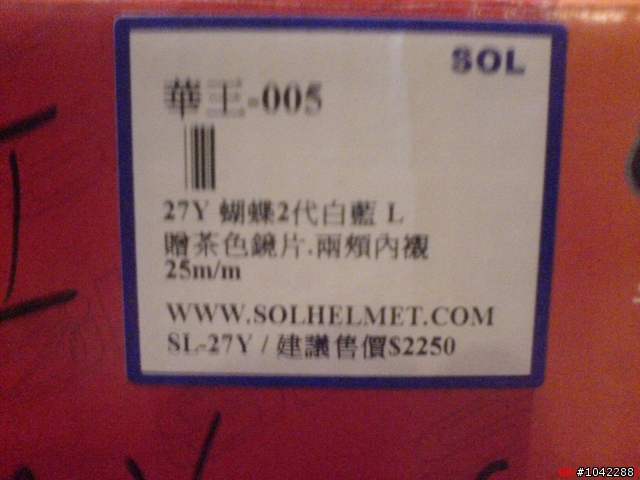 SOL
華王-005
27Y 蝴蝶2代白藍 L
贈茶色鏡片.兩頰內襯
25m/m
WWW.SOLHELMET.COM
SL-27Y / 建議售價$2250
#1042288